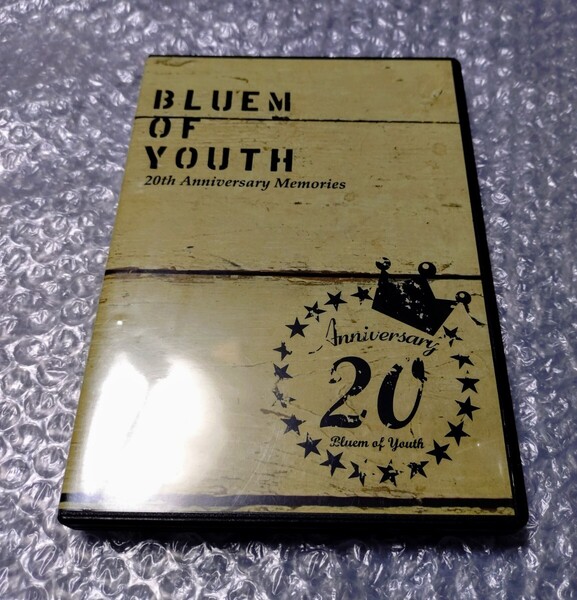 BLUEM
OF
YOUTH
20th Anniversary Memories
Anniversary
20
Bluem of Youth